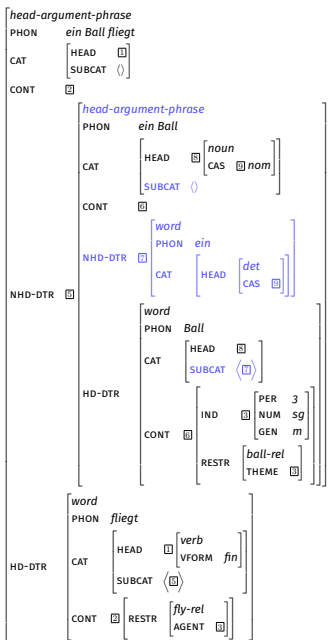 head-argument-phrase
PHON ein Ball fliegt
CAT HEAD 1
SUBCAT ⟨⟩
CONT 2
head-argument-phrase
PHON ein Ball
CAT HEAD 8 noun
CAS 9 nom
SUBCAT ⟨⟩
CONT 6
word
PHON ein
NHD-DTR 7
CAT HEAD det
CAS 9
NHD-DTR 5
word
PHON Ball
CAT HEAD 8
SUBCAT ⟨7⟩
HD-DTR
CONT 6 IND 3 PER 3
NUM sg
GEN m
RESTR ball-rel
THEME 3
word
PHON fliegt
CAT HEAD 1 verb
VFORM fin
SUBCAT ⟨5⟩
HD-DTR
CONT 2 RESTR fly-rel
AGENT 3